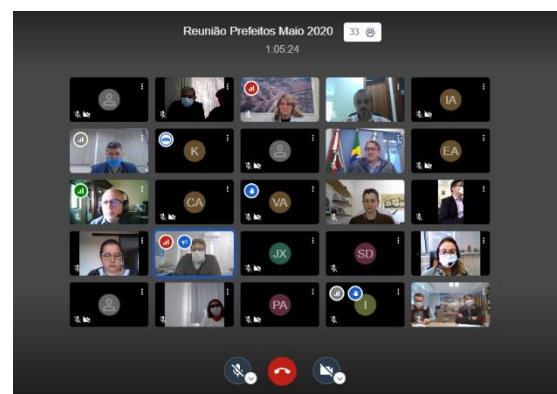 Reunião Prefeitos Maio 2020 33
1:05:24
IA
K
EA
CA
VA
JX
SD
PA
I